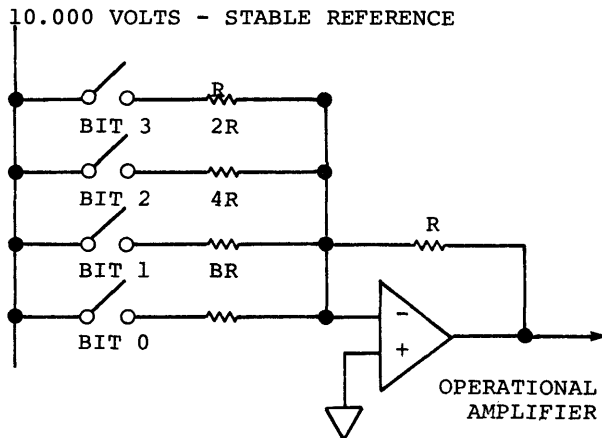 10.000 VOLTS - STABLE REFERENCE
R
BIT 3 2R
BIT 2 4R
R
BIT 1 BR
-
BIT 0
+
OPERATIONAL
AMPLIFIER